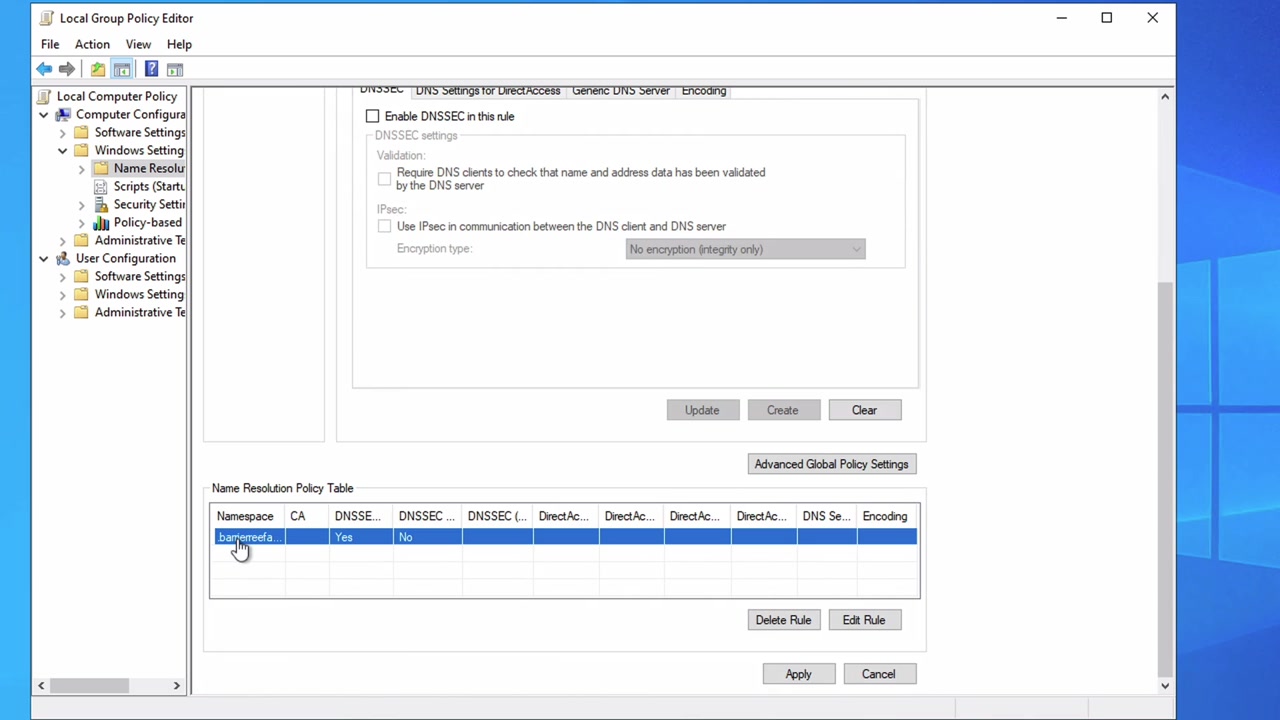 Local Group Policy Editor
File Action View Help
Local Computer Policy
Computer Configura
Software Settings
Windows Setting
Name Resolu
Scripts (Startu
Security Settin
Policy-based
Administrative Te
User Configuration
Software Settings
Windows Setting
Administrative Te
DNSSEC DNS Settings for DirectAccess Generic DNS Server Encoding
Enable DNSSEC in this rule
DNSSEC settings
Validation:
Require DNS clients to check that name and address data has been validated
by the DNS server
IPsec:
Use IPsec in communication between the DNS client and DNS server
Encryption type: No encryption (integrity only)
Update Create Clear
Advanced Global Policy Settings
Name Resolution Policy Table
Namespace CA DNSSE... DNSSEC ... DNSSEC (... DirectAc... DirectAc... DirectAc... DirectAc... DNS Se... Encoding
.barrierreefa... Yes No
Delete Rule Edit Rule
Apply Cancel